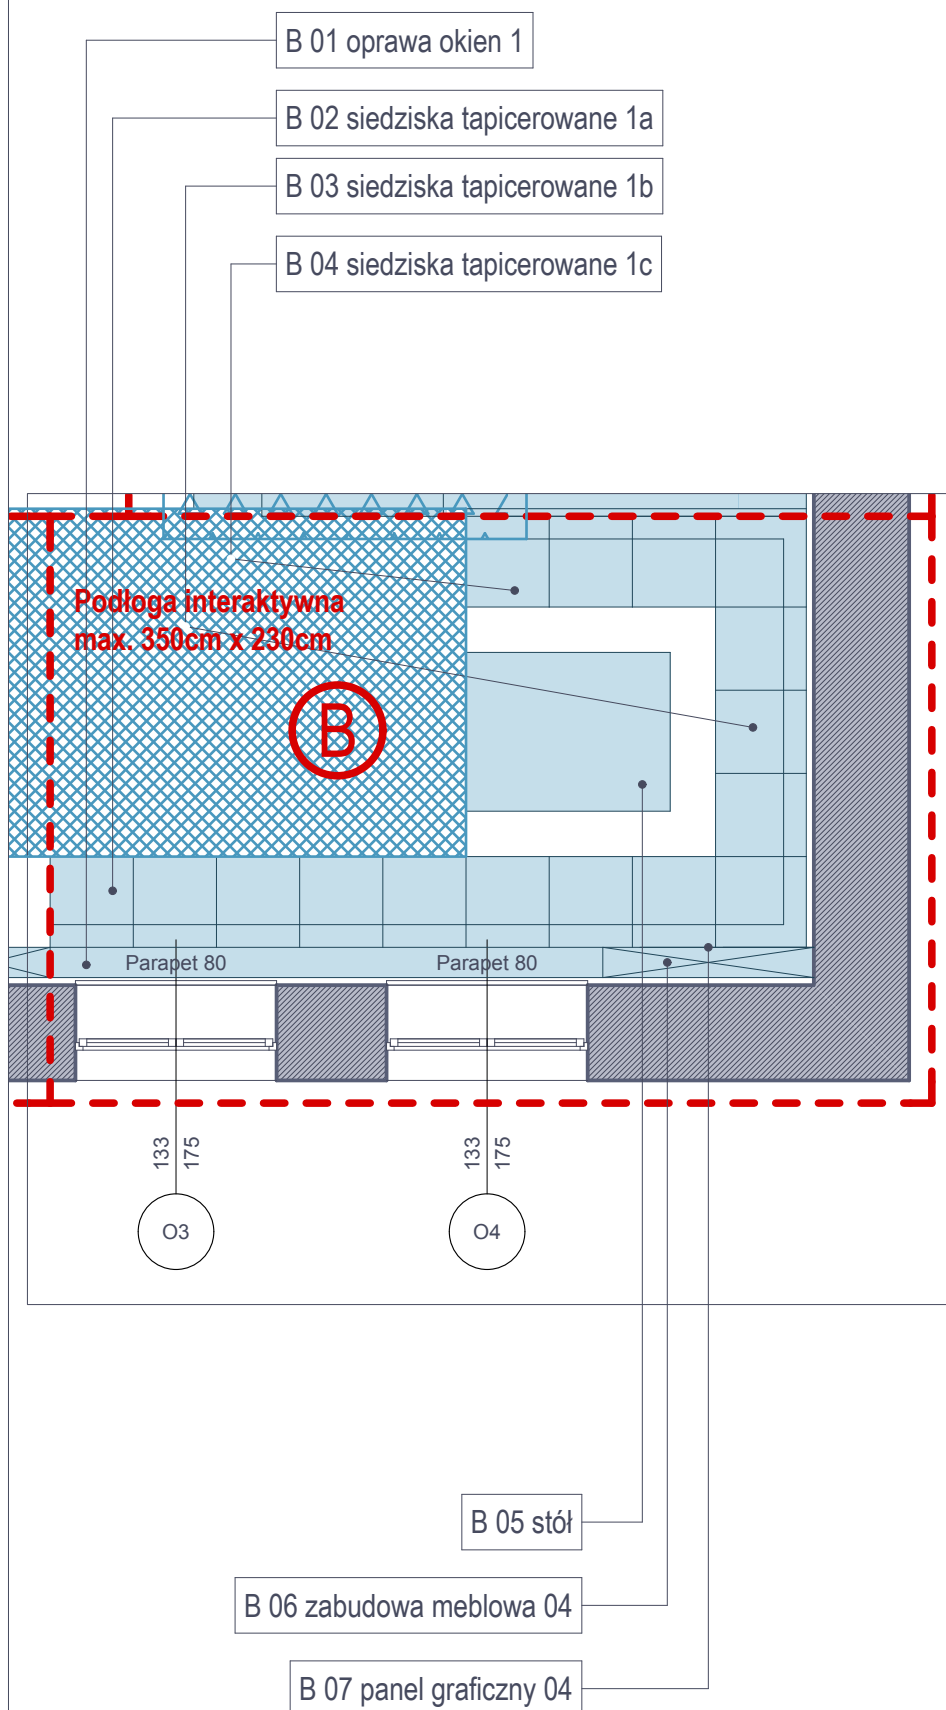 B 01 oprawa okien 1
B 02 siedziska tapicerowane 1a
B 03 siedziska tapicerowane 1b
B 04 siedziska tapicerowane 1c
Podłoga interaktywna
max. 350cm x 230cm
B
Parapet 80
Parapet 80
133
175
133
175
O3
O4
B 05 stół
B 06 zabudowa meblowa 04
B 07 panel graficzny 04